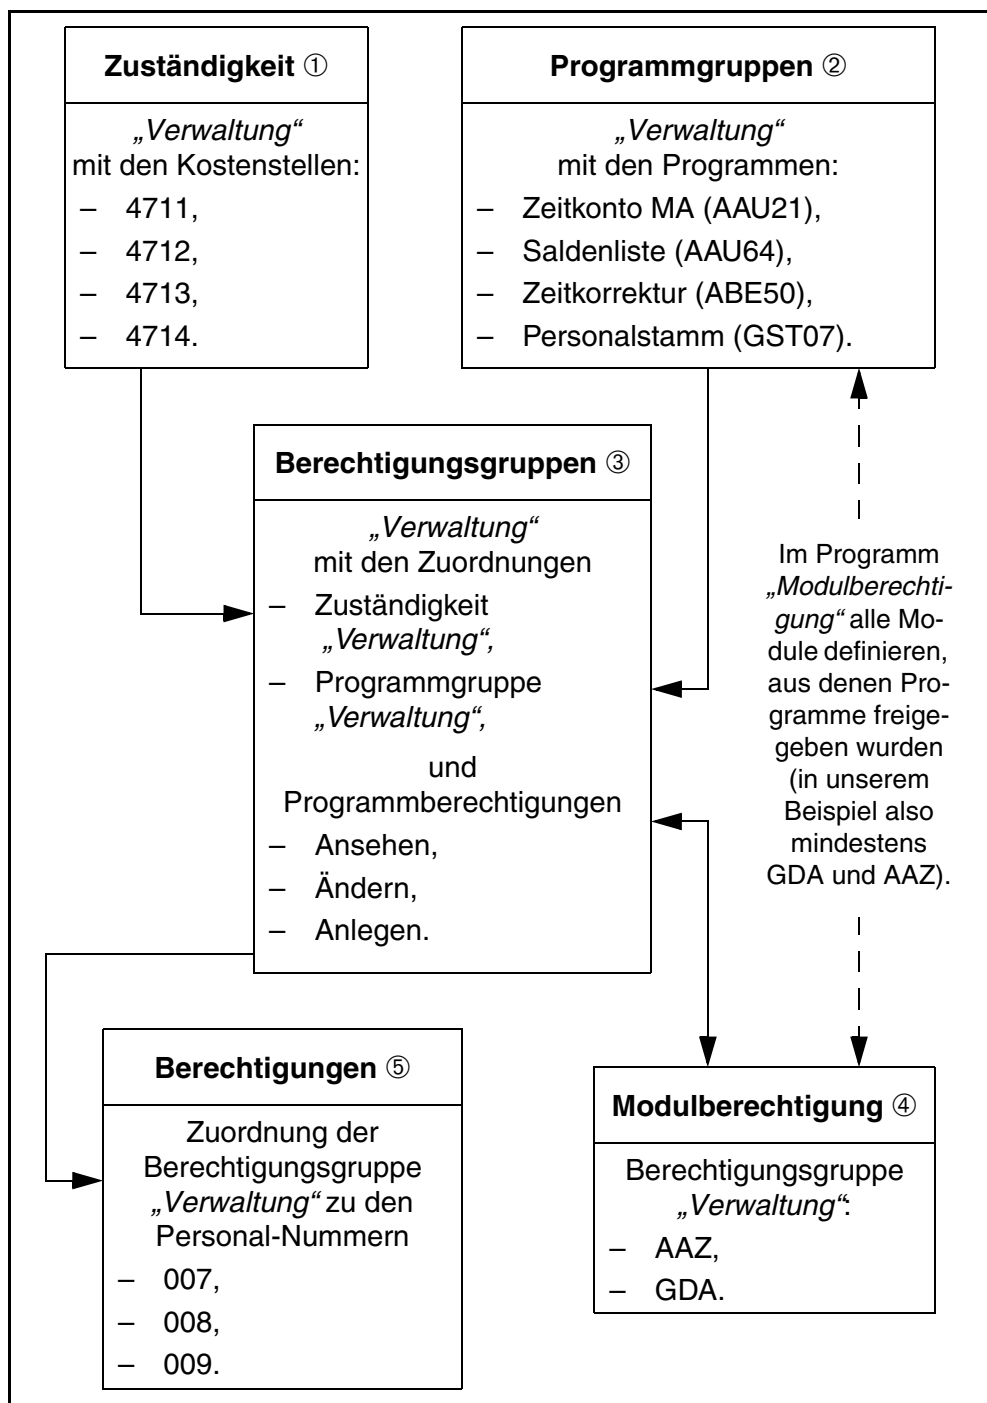 Zuständigkeit ①
„Verwaltung“
mit den Kostenstellen:
– 4711,
– 4712,
– 4713,
– 4714.
Programmgruppen ②
„Verwaltung“
mit den Programmen:
– Zeitkonto MA (AAU21),
– Saldenliste (AAU64),
– Zeitkorrektur (ABE50),
– Personalstamm (GST07).
Berechtigungsgruppen ③
„Verwaltung“
mit den Zuordnungen
– Zuständigkeit
„Verwaltung“,
– Programmgruppe
„Verwaltung“,
und
Programmberechtigungen
– Ansehen,
– Ändern,
– Anlegen.
Im Programm
„Modulberechti-
gung“ alle Mo-
dule definieren,
aus denen Pro-
gramme freige-
geben wurden
(in unserem
Beispiel also
mindestens
GDA und AAZ).
Berechtigungen ⑤
Zuordnung der
Berechtigungsgruppe
„Verwaltung“ zu den
Personal-Nummern
– 007,
– 008,
– 009.
Modulberechtigung ④
Berechtigungsgruppe
„Verwaltung“:
– AAZ,
– GDA.